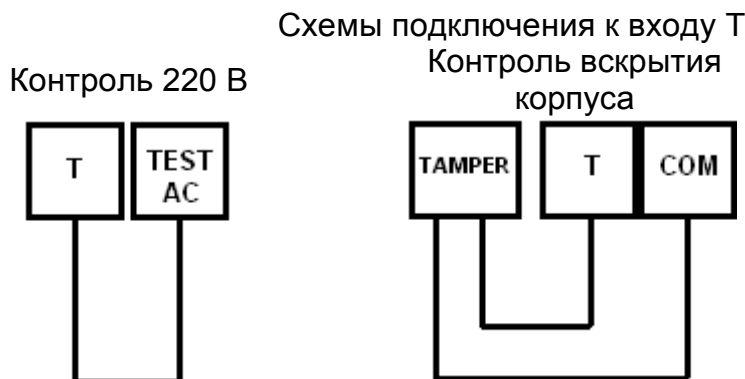 Схемы подключения к входу Т
Контроль 220 В
Контроль вскрытия
корпуса
T
TEST
AC
TAMPER
T
COM